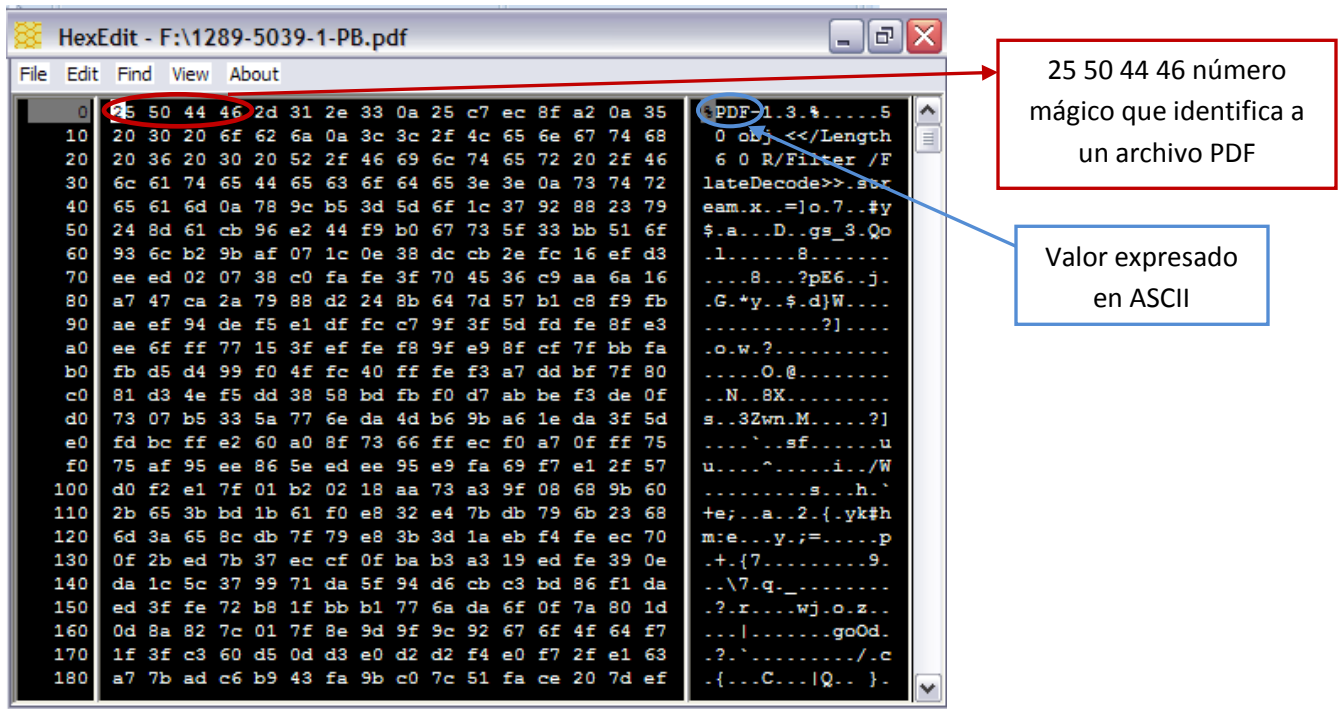 HexEdit - F:\1289-5039-1-PB.pdf
File Edit Find View About
0 25 50 44 46 2d 31 2e 33 0a 25 c7 ec 8f a2 0a 35 %PDF-1.3.%.....5
10 20 30 20 6f 62 6a 0a 3c 3c 2f 4c 65 6e 67 74 68 0 obj.<</Length
20 20 36 20 30 20 52 2f 46 69 6c 74 65 72 20 2f 46 6 0 R/Filter /F
30 6c 61 74 65 44 65 63 6f 64 65 3e 3e 0a 73 74 72 lateDecode>>.str
40 65 61 6d 0a 78 9c b5 3d 5d 6f 1c 37 92 88 23 79 eam.x..=]o.7..#y
50 24 8d 61 cb 96 e2 44 f9 b0 67 73 5f 33 bb 51 6f $.a...D..gs_3.Qo
60 93 6c b2 9b af 07 1c 0e 38 dc cb 2e fc 16 ef d3 .l......8.......
70 ee ed 02 07 38 c0 fa fe 3f 70 45 36 c9 aa 6a 16 ....8...?pE6..j.
80 a7 47 ca 2a 79 88 d2 24 8b 64 7d 57 b1 c8 f9 fb .G.*y..$.d}W....
90 ae ef 94 de f5 e1 df fc c7 9f 3f 5d fd fe 8f e3 ..........?]....
a0 ee 6f ff 77 15 3f ef fe f8 9f e9 8f cf 7f bb fa .o.w.?..........
b0 fb d5 d4 99 f0 4f fc 40 ff fe f3 a7 dd bf 7f 80 .....O.@........
c0 81 d3 4e f5 dd 38 58 bd fb f0 d7 ab be f3 de 0f ..N..8X.........
d0 73 07 b5 33 5a 77 6e da 4d b6 9b a6 1e da 3f 5d s..3Zwn.M.....?]
e0 fd bc ff e2 60 a0 8f 73 66 ff ec f0 a7 0f ff 75 ....`..sf......u
f0 75 af 95 ee 86 5e ed ee 95 e9 fa 69 f7 e1 2f 57 u....^.....i../W
100 d0 f2 e1 7f 01 b2 02 18 aa 73 a3 9f 08 68 9b 60 .........s...h.`
110 2b 65 3b bd 1b 61 f0 e8 32 e4 7b db 79 6b 23 68 +e;..a..2.{.yk#h
120 6d 3a 65 8c db 7f 79 e8 3b 3d 1a eb f4 fe ec 70 m:e...y.;=.....p
130 0f 2b ed 7b 37 ec cf 0f ba b3 a3 19 ed fe 39 0e .+.{7.........9.
140 da 1c 5c 37 99 71 da 5f 94 d6 cb c3 bd 86 f1 da ..\7.q._........
150 ed 3f fe 72 b8 1f bb b1 77 6a da 6f 0f 7a 80 1d .?.r....wj.o.z..
160 0d 8a 82 7c 01 7f 8e 9d 9f 9c 92 67 6f 4f 64 f7 ...|.......goOd.
170 1f 3f c3 60 d5 0d d3 e0 d2 d2 f4 e0 f7 2f e1 63 .?.`........./.c
180 a7 7b ad c6 b9 43 fa 9b c0 7c 51 fa ce 20 7d ef .{...C...|Q.. }.
25 50 44 46 número
mágico que identifica a
un archivo PDF
Valor expresado
en ASCII